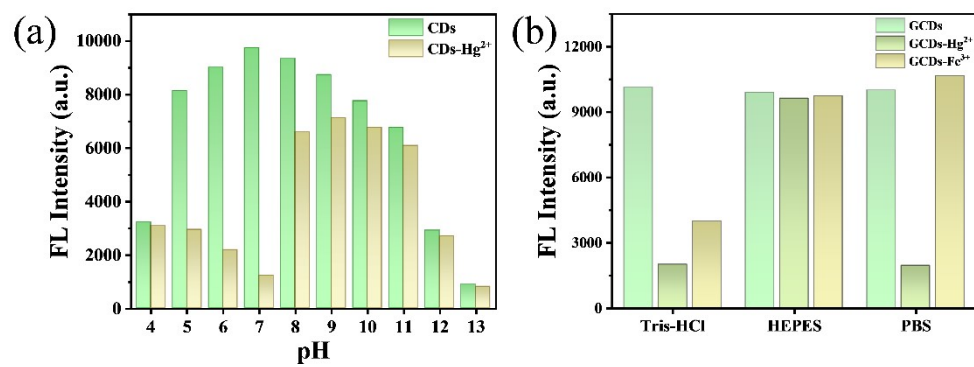 (a)
CDs
CDs-Hg²⁺
FL Intensity (a.u.)
10000
8000
6000
4000
2000
0
4 5 6 7 8 9 10 11 12 13
pH
(b)
GCDs
GCDs-Hg²⁺
GCDs-Fe³⁺
FL Intensity (a.u.)
12000
9000
6000
3000
0
Tris-HCl HEPES PBS